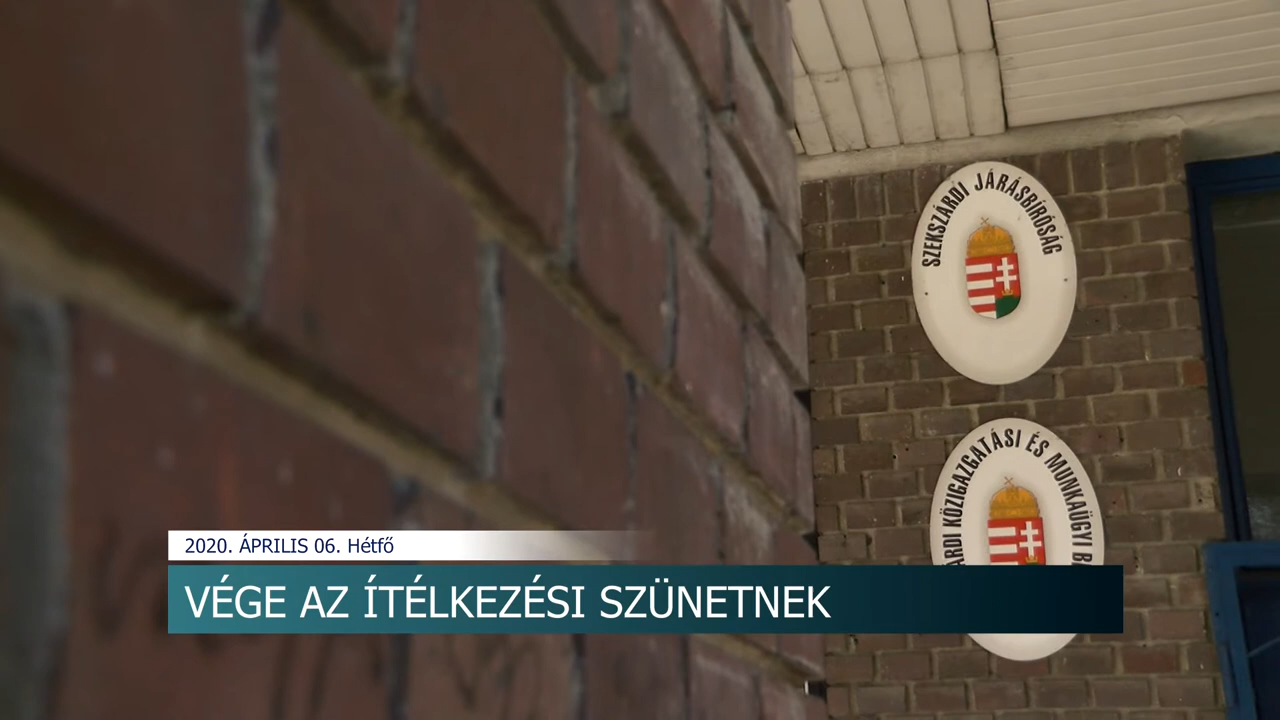 SZEKSZÁRDI JÁRÁSBÍRÓSÁG
KÖZIGAZGATÁSI ÉS MUNKAÜGYI
2020. ÁPRILIS 06. Hétfő
VÉGE AZ ÍTÉLKEZÉSI SZÜNETNEK